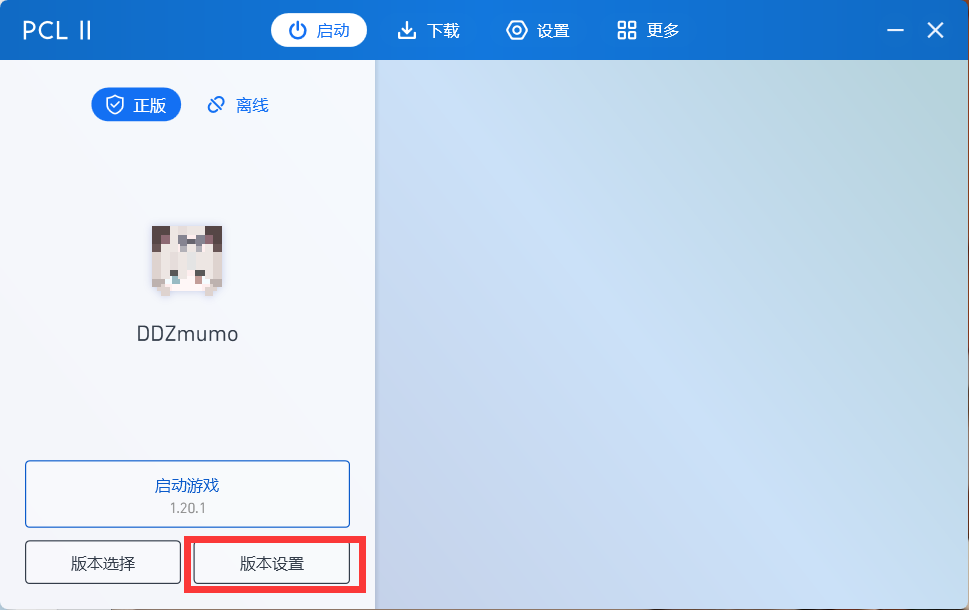 PCL II
启动
下载
设置
更多
正版
离线
DDZmumo
启动游戏
1.20.1
版本选择
版本设置